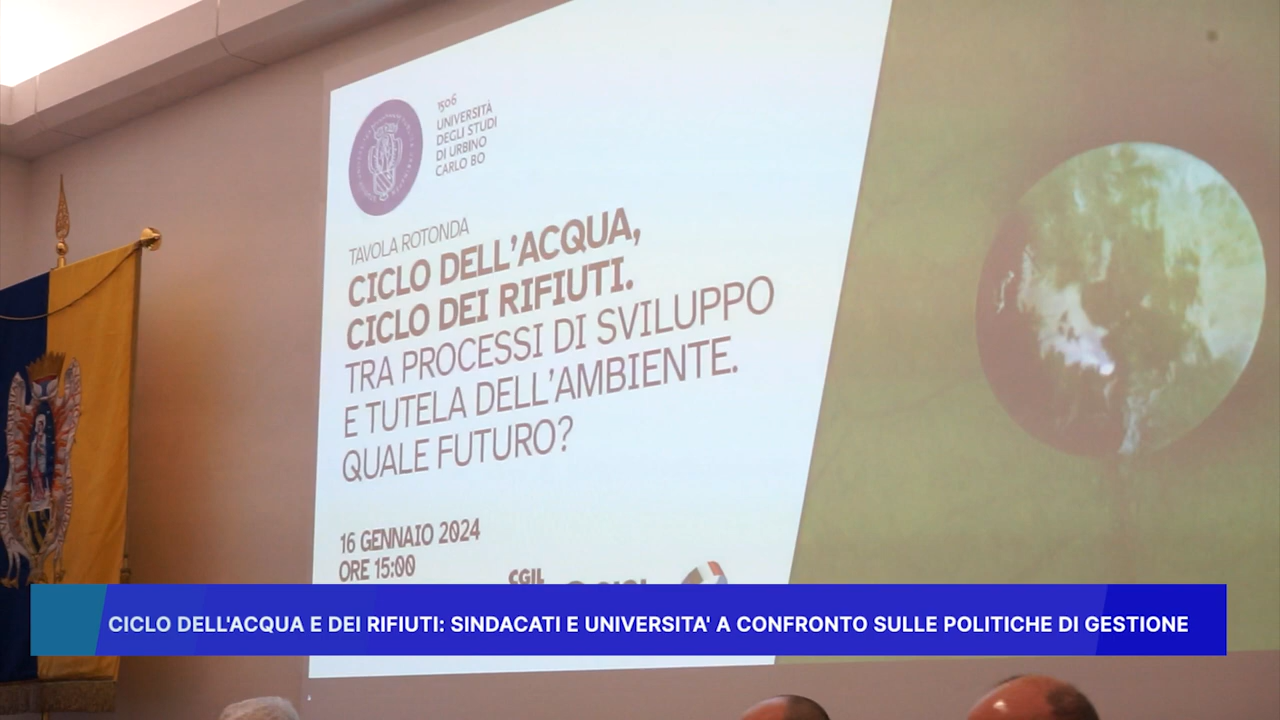 1506
UNIVERSITÀ
DEGLI STUDI
DI URBINO
CARLO BO
TAVOLA ROTONDA
CICLO DELL'ACQUA,
CICLO DEI RIFIUTI.
TRA PROCESSI DI SVILUPPO
E TUTELA DELL'AMBIENTE.
QUALE FUTURO?
16 GENNAIO 2024
ORE 15:00
CGIL
CICLO DELL'ACQUA E DEI RIFIUTI: SINDACATI E UNIVERSITA' A CONFRONTO SULLE POLITICHE DI GESTIONE